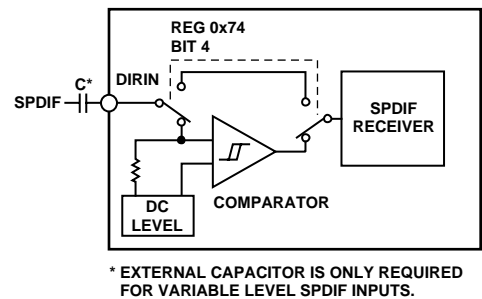 REG 0x74
BIT 4
C*
DIRIN
SPDIF
SPDIF
RECEIVER
COMPARATOR
DC
LEVEL
* EXTERNAL CAPACITOR IS ONLY REQUIRED
FOR VARIABLE LEVEL SPDIF INPUTS.